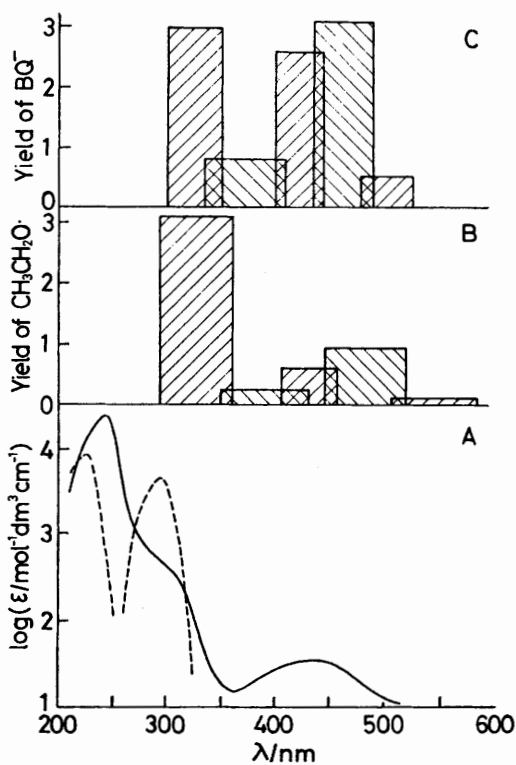 3
C
2
1
0
Yield of BQ⁻
3
B
2
1
0
Yield of CH₃CH₂O·
A
4
3
2
1
log(ε/mol⁻¹dm³cm⁻¹)
200 300 400 500 600
λ/nm